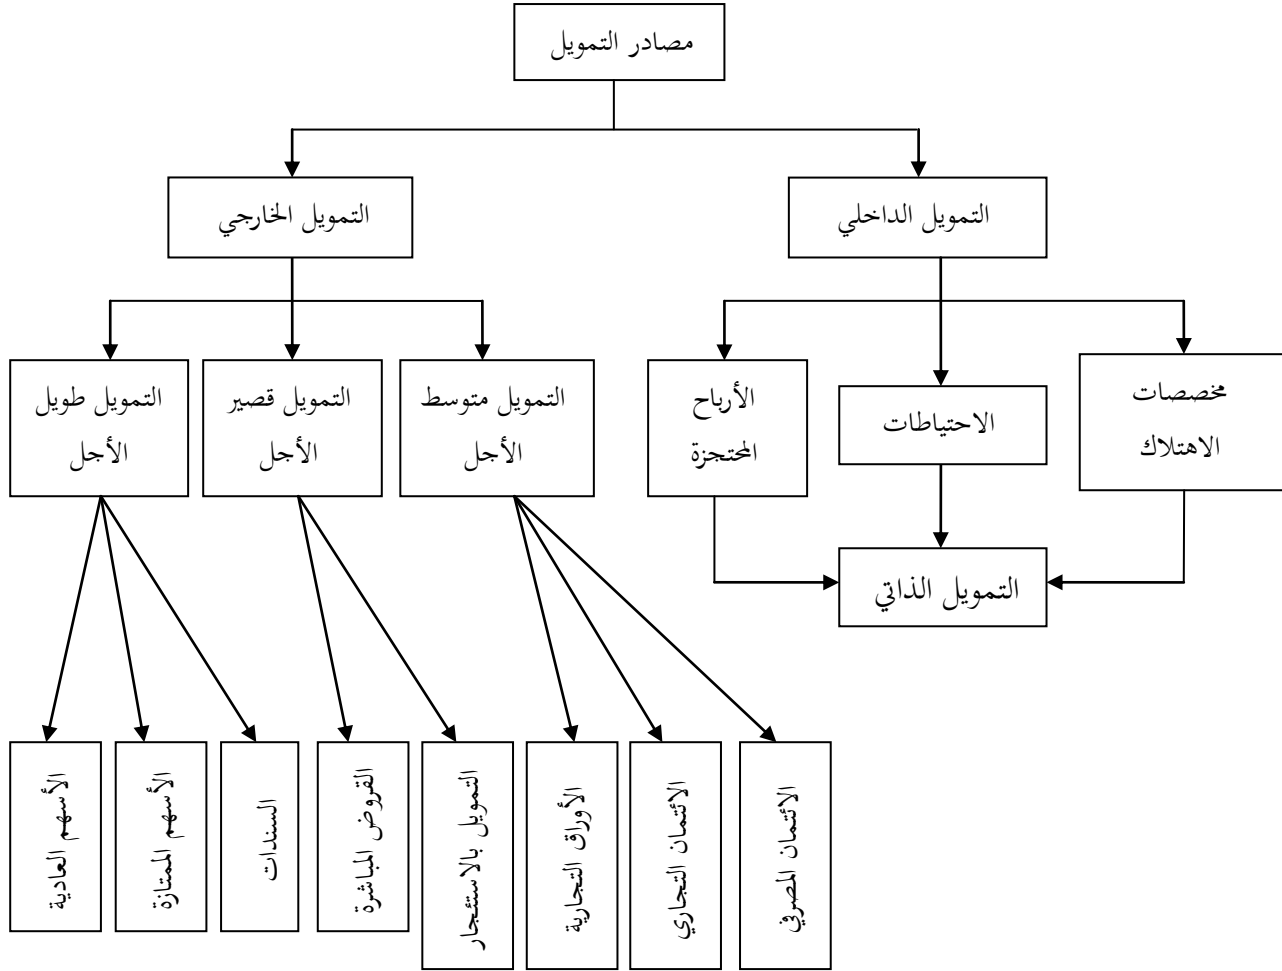 مصادر التمويل
التمويل الداخلي
التمويل الخارجي
مخصصات
الاهتلاك
الاحتياطات
الأرباح
المحتجزة
التمويل متوسط
الأجل
التمويل قصير
الأجل
التمويل طويل
الأجل
التمويل الذاتي
الائتمان المصرفي
الائتمان التجاري
الأوراق التجارية
التمويل بالاستئجار
القروض المباشرة
السندات
الأسهم الممتازة
الأسهم العادية